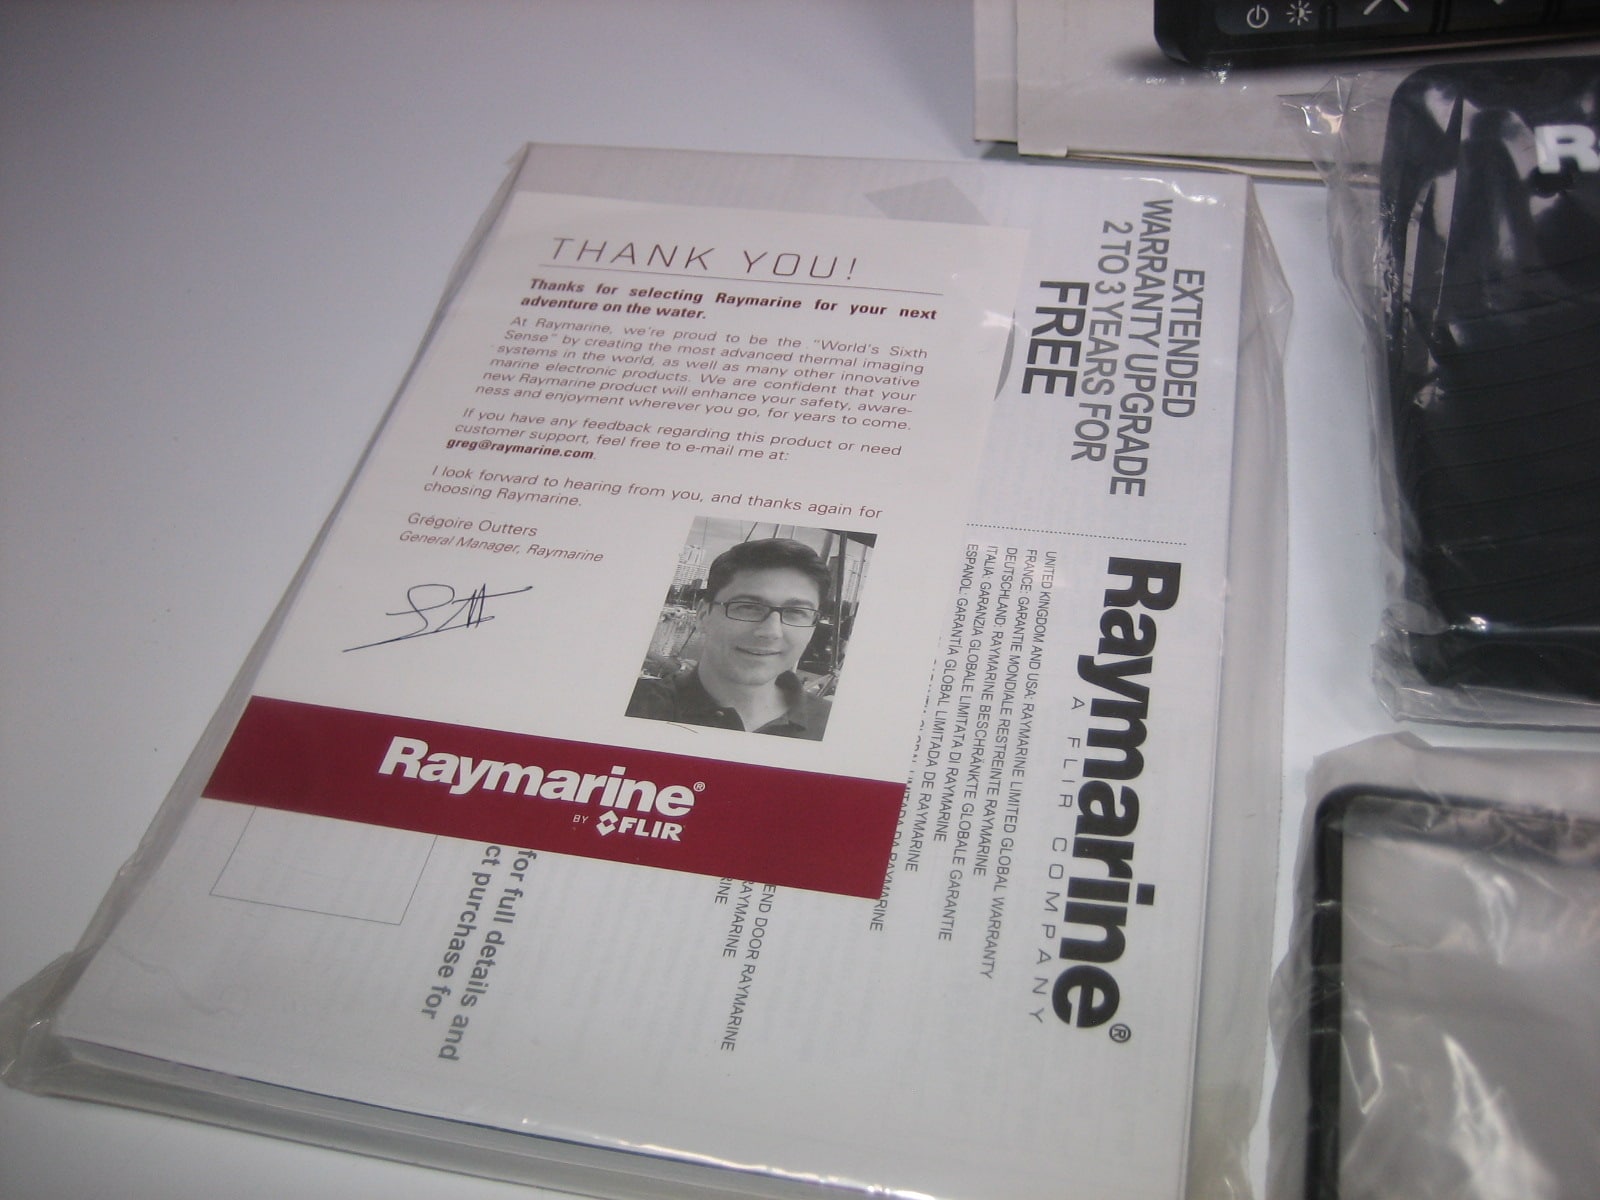 THANK YOU!
Thanks for selecting Raymarine for your next
adventure on the water.
At Raymarine, we're proud to be the "World's Sixth
Sense" by creating the most advanced thermal imaging
systems in the world, as well as many other innovative
marine electronic products. We are confident that your
new Raymarine product will enhance your safety, aware-
ness and enjoyment wherever you go, for years to come.
If you have any feedback regarding this product or need
customer support, feel free to e-mail me at:
greg@raymarine.com.
I look forward to hearing from you, and thanks again for
choosing Raymarine.
Grégoire Outters
General Manager, Raymarine
Raymarine®
BY FLIR
EXTENDED
WARRANTY UPGRADE
2 TO 3 YEARS FOR
FREE
Raymarine®
A FLIR COMPANY
UNITED KINGDOM AND USA: RAYMARINE LIMITED GLOBAL WARRANTY
FRANCE: GARANTIE MONDIALE RESTREINTE RAYMARINE
DEUTSCHLAND: RAYMARINE BESCHRÄNKTE GLOBALE GARANTIE
ITALIA: GARANZIA GLOBALE LIMITATA DI RAYMARINE
ESPANOL: GARANTÍA GLOBAL LIMITADA DE RAYMARINE
RAYMARINE
END DOOR RAYMARINE
RAYMARINE
RINE
for full details and
ct purchase for
R